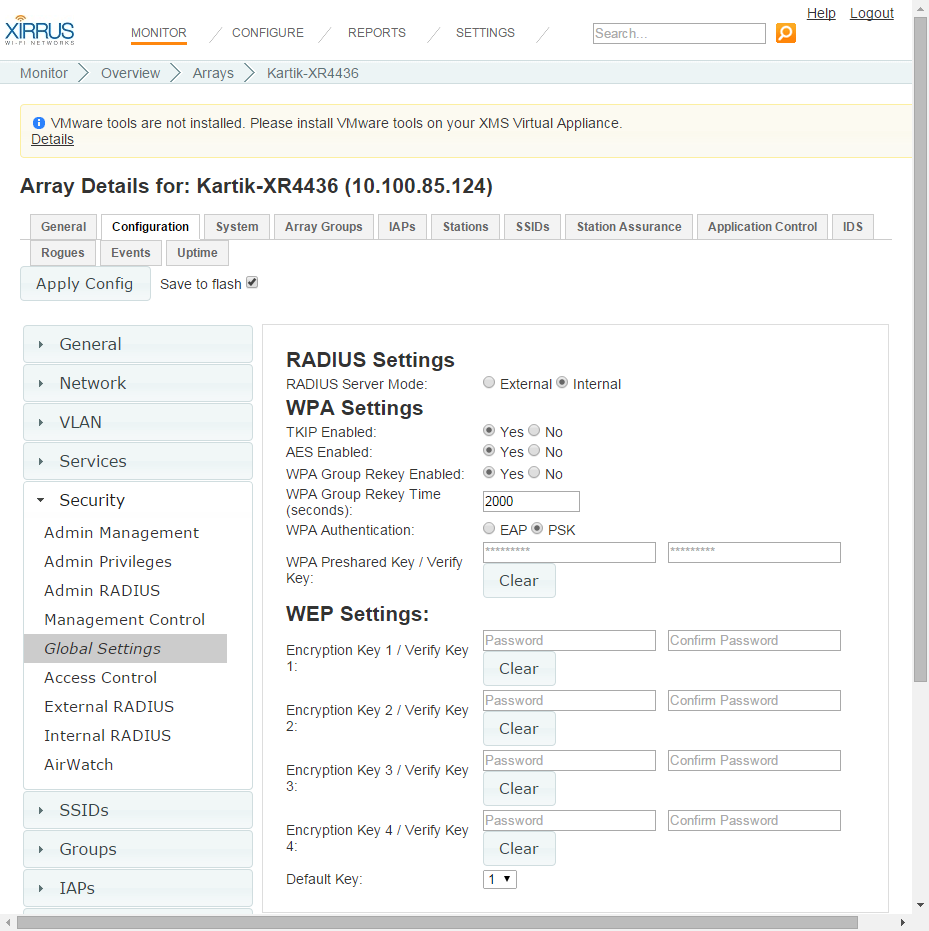 Help Logout
XIRRUS
WI-FI NETWORKS
MONITOR CONFIGURE REPORTS SETTINGS
Search...
Monitor Overview Arrays Kartik-XR4436
VMware tools are not installed. Please install VMware tools on your XMS Virtual Appliance.
Details
Array Details for: Kartik-XR4436 (10.100.85.124)
General Configuration System Array Groups IAPs Stations SSIDs Station Assurance Application Control IDS
Rogues Events Uptime
Apply Config Save to flash
General
Network
VLAN
Services
Security
Admin Management
Admin Privileges
Admin RADIUS
Management Control
Global Settings
Access Control
External RADIUS
Internal RADIUS
AirWatch
SSIDs
Groups
IAPs
RADIUS Settings
RADIUS Server Mode: External Internal
WPA Settings
TKIP Enabled: Yes No
AES Enabled: Yes No
WPA Group Rekey Enabled: Yes No
WPA Group Rekey Time
(seconds):
2000
WPA Authentication: EAP PSK
********* *********
WPA Preshared Key / Verify
Key:
Clear
WEP Settings:
Password Confirm Password
Encryption Key 1 / Verify Key
1:
Clear
Password Confirm Password
Encryption Key 2 / Verify Key
2:
Clear
Password Confirm Password
Encryption Key 3 / Verify Key
3:
Clear
Password Confirm Password
Encryption Key 4 / Verify Key
4:
Clear
Default Key: 1